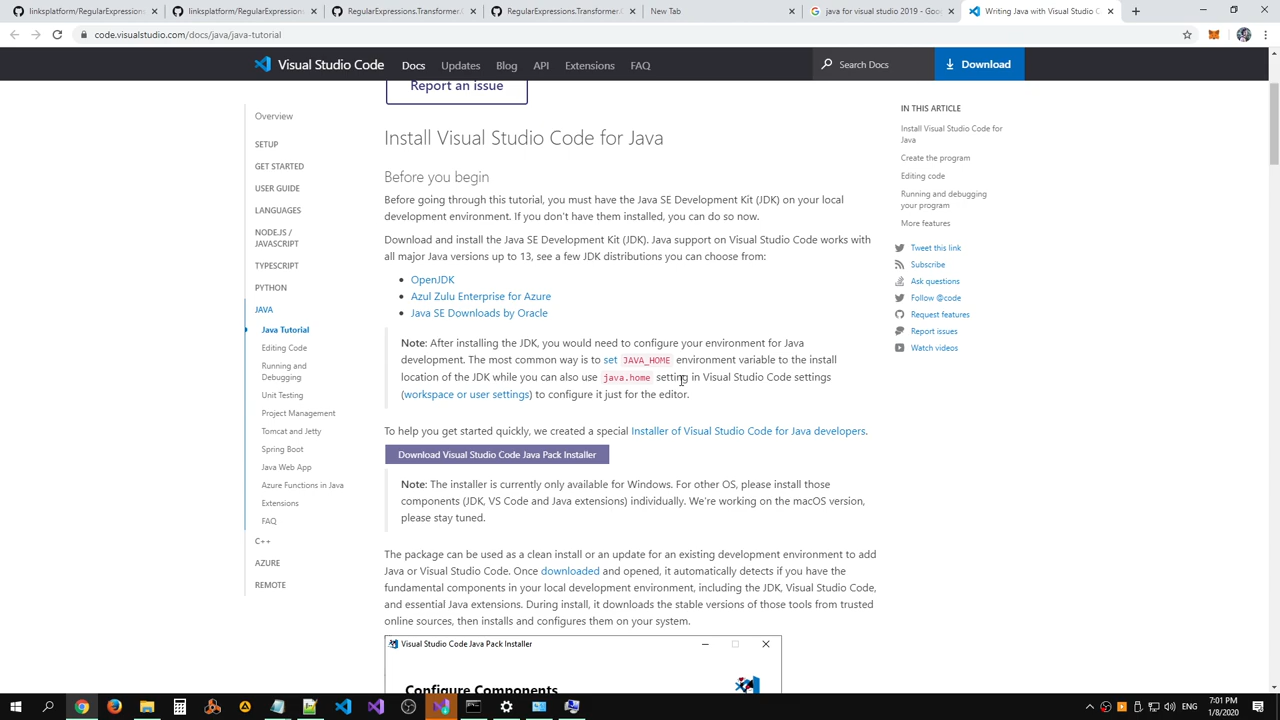 linksplatform/RegularExpressions
linksplatform/RegularExpressions
RegularExpressions.Transformer.C
RegularExpressions.Transformer.C
New Tab
java for visual studio 2019 - Goo
Writing Java with Visual Studio C
code.visualstudio.com/docs/java/java-tutorial
Visual Studio Code
Docs
Updates
Blog
API
Extensions
FAQ
Search Docs
Download
Overview
SETUP
GET STARTED
USER GUIDE
LANGUAGES
NODE.JS /
JAVASCRIPT
TYPESCRIPT
PYTHON
JAVA
Java Tutorial
Editing Code
Running and
Debugging
Unit Testing
Project Management
Tomcat and Jetty
Spring Boot
Java Web App
Azure Functions in Java
Extensions
FAQ
C++
AZURE
REMOTE
Report an issue
Install Visual Studio Code for Java
Before you begin
Before going through this tutorial, you must have the Java SE Development Kit (JDK) on your local
development environment. If you don't have them installed, you can do so now.
Download and install the Java SE Development Kit (JDK). Java support on Visual Studio Code works with
all major Java versions up to 13, see a few JDK distributions you can choose from:
• OpenJDK
• Azul Zulu Enterprise for Azure
• Java SE Downloads by Oracle
Note: After installing the JDK, you would need to configure your environment for Java
development. The most common way is to set JAVA_HOME environment variable to the install
location of the JDK while you can also use java.home setting in Visual Studio Code settings
(workspace or user settings) to configure it just for the editor.
To help you get started quickly, we created a special Installer of Visual Studio Code for Java developers.
Download Visual Studio Code Java Pack Installer
Note: The installer is currently only available for Windows. For other OS, please install those
components (JDK, VS Code and Java extensions) individually. We're working on the macOS version,
please stay tuned.
The package can be used as a clean install or an update for an existing development environment to add
Java or Visual Studio Code. Once downloaded and opened, it automatically detects if you have the
fundamental components in your local development environment, including the JDK, Visual Studio Code,
and essential Java extensions. During install, it downloads the stable versions of those tools from trusted
online sources, then installs and configures them on your system.
Visual Studio Code Java Pack Installer
Configure Components
IN THIS ARTICLE
Install Visual Studio Code for
Java
Create the program
Editing code
Running and debugging
your program
More features
Tweet this link
Subscribe
Ask questions
Follow @code
Request features
Report issues
Watch videos
ENG
7:01 PM
1/8/2020